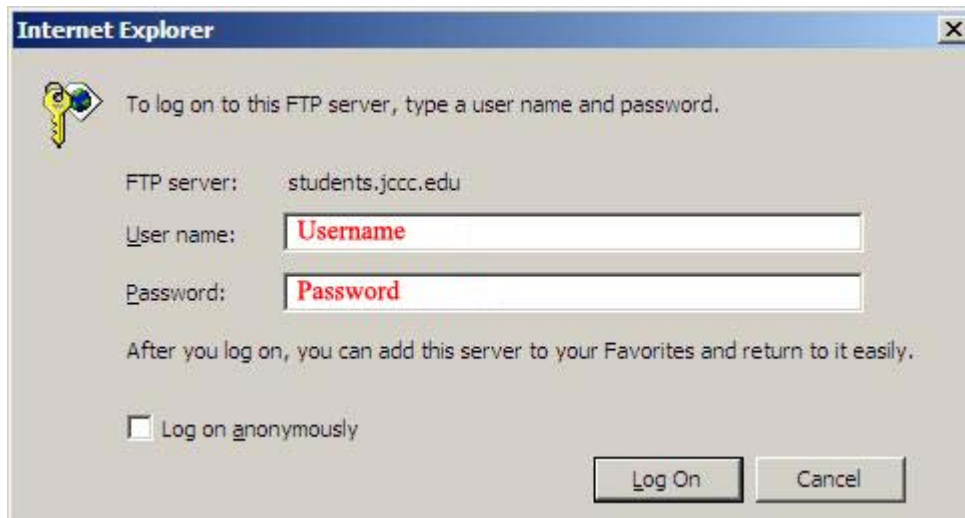 Internet Explorer
To log on to this FTP server, type a user name and password.
FTP server: students.jccc.edu
User name: Username
Password: Password
After you log on, you can add this server to your Favorites and return to it easily.
Log on anonymously
Log On Cancel